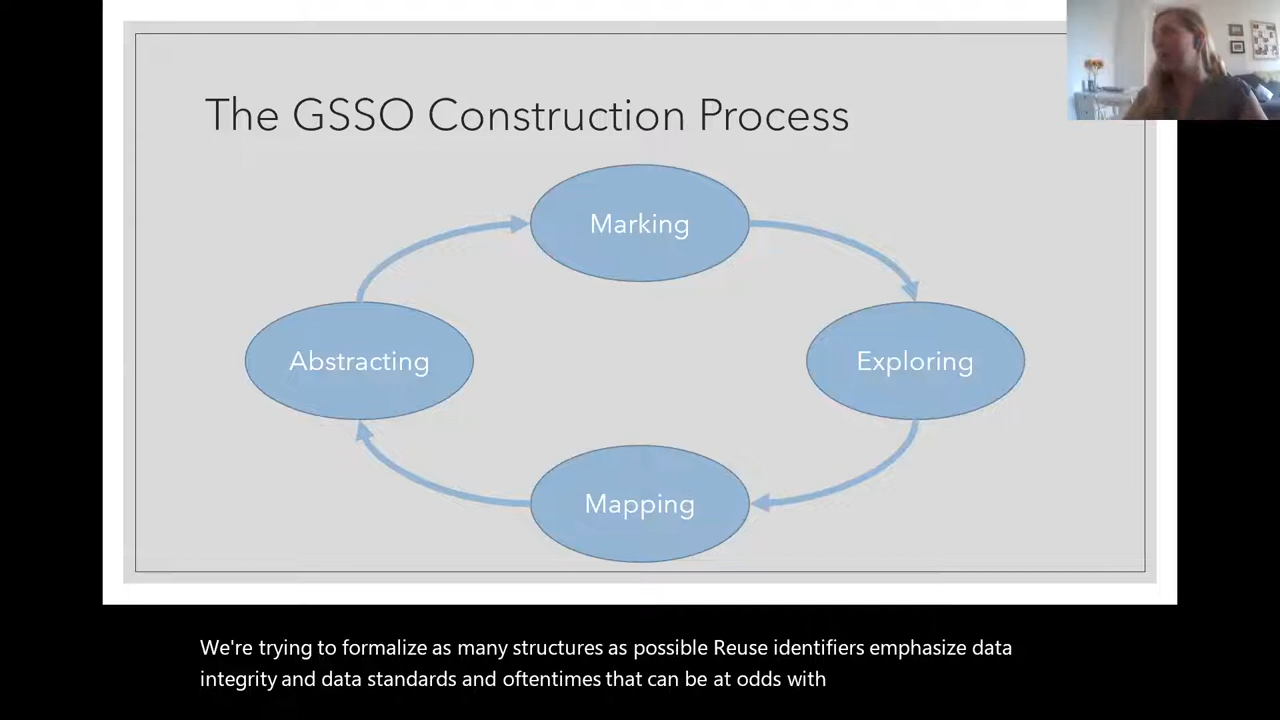 The GSSO Construction Process
Marking
Abstracting
Exploring
Mapping
We're trying to formalize as many structures as possible Reuse identifiers emphasize data
integrity and data standards and oftentimes that can be at odds with